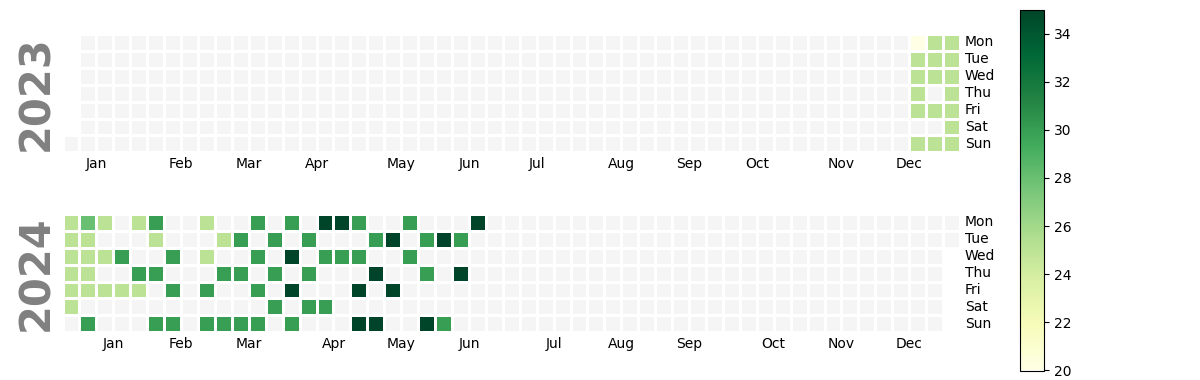 2023
Mon
Tue
Wed
Thu
Fri
Sat
Sun
Jan Feb Mar Apr May Jun Jul Aug Sep Oct Nov Dec
2024
Mon
Tue
Wed
Thu
Fri
Sat
Sun
Jan Feb Mar Apr May Jun Jul Aug Sep Oct Nov Dec
34
32
30
28
26
24
22
20